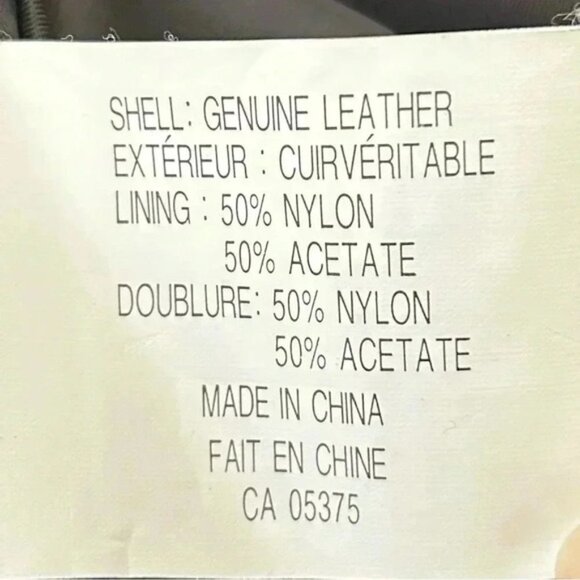 SHELL: GENUINE LEATHER
EXTÉRIEUR : CUIRVÉRITABLE
LINING : 50% NYLON
50% ACETATE
DOUBLURE: 50% NYLON
50% ACETATE
MADE IN CHINA
FAIT EN CHINE
CA 05375